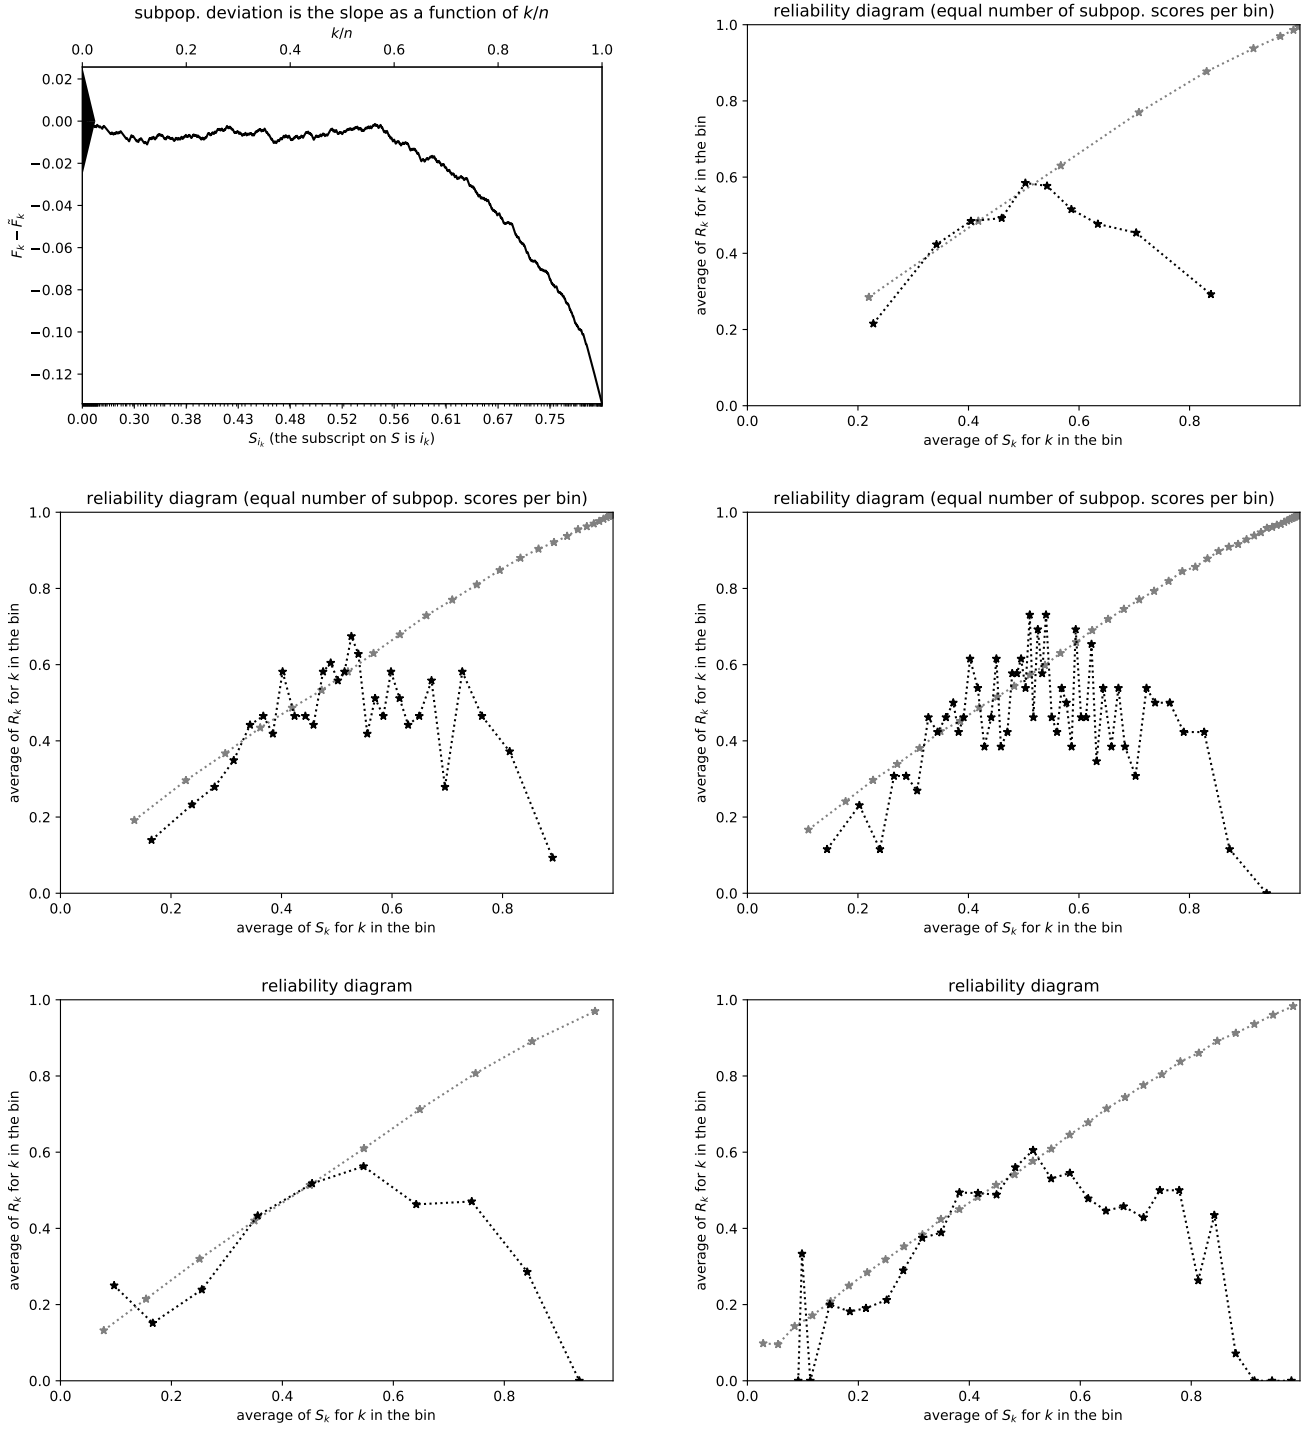 subpop. deviation is the slope as a function of k/n
k/n
0.0 0.2 0.4 0.6 0.8 1.0
0.02
0.00
−0.02
−0.04
−0.06
−0.08
−0.10
−0.12
F_k − F̃_k
0.00 0.30 0.38 0.43 0.48 0.52 0.56 0.61 0.67 0.75
S_{i_k} (the subscript on S is i_k)
reliability diagram (equal number of subpop. scores per bin)
1.0
0.8
0.6
0.4
0.2
0.0
average of R_k for k in the bin
0.0 0.2 0.4 0.6 0.8
average of S_k for k in the bin
reliability diagram (equal number of subpop. scores per bin)
1.0
0.8
0.6
0.4
0.2
0.0
average of R_k for k in the bin
0.0 0.2 0.4 0.6 0.8
average of S_k for k in the bin
reliability diagram (equal number of subpop. scores per bin)
1.0
0.8
0.6
0.4
0.2
0.0
average of R_k for k in the bin
0.0 0.2 0.4 0.6 0.8
average of S_k for k in the bin
reliability diagram
1.0
0.8
0.6
0.4
0.2
0.0
average of R_k for k in the bin
0.0 0.2 0.4 0.6 0.8
average of S_k for k in the bin
reliability diagram
1.0
0.8
0.6
0.4
0.2
0.0
average of R_k for k in the bin
0.0 0.2 0.4 0.6 0.8
average of S_k for k in the bin